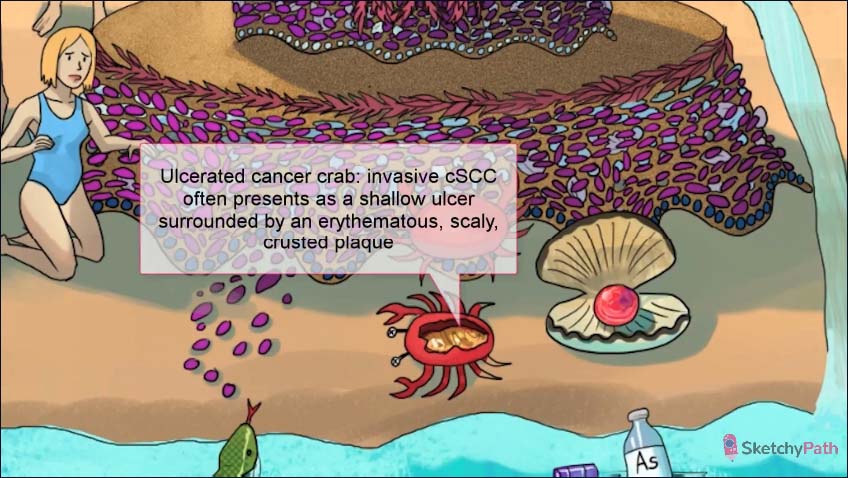 Ulcerated cancer crab: invasive cSCC
often presents as a shallow ulcer
surrounded by an erythematous, scaly,
crusted plaque
As
SketchyPath